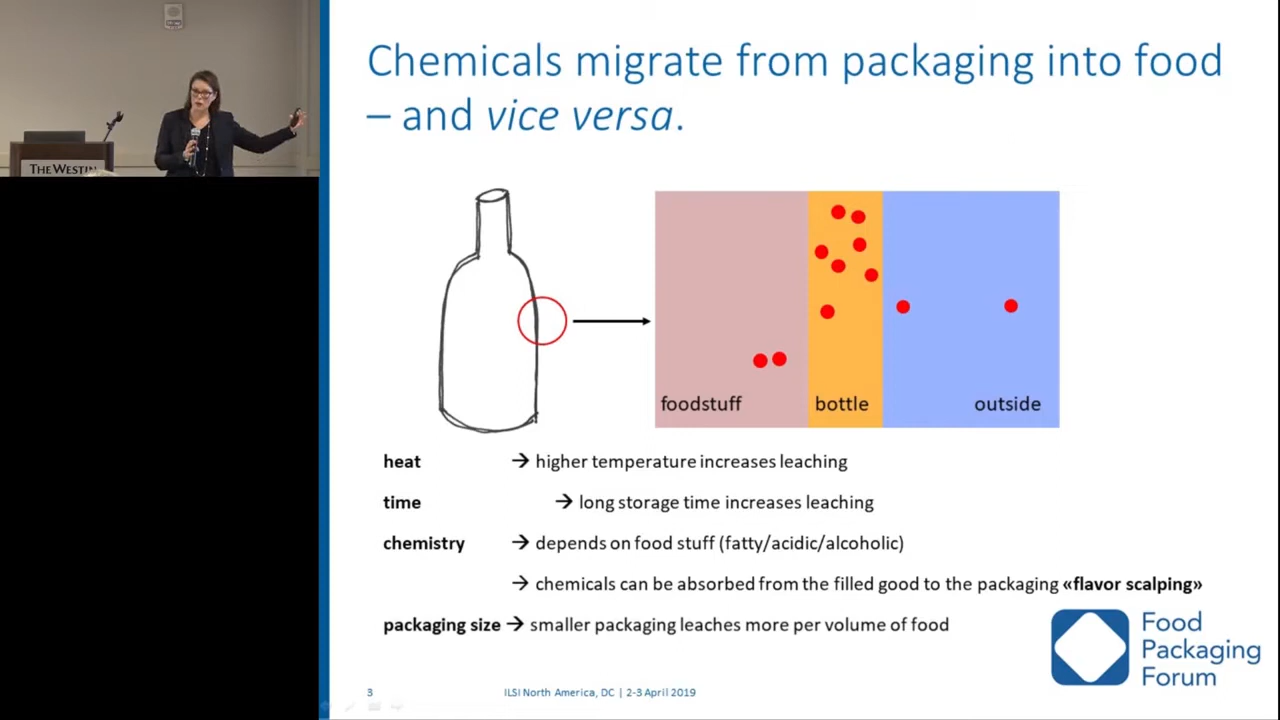 Chemicals migrate from packaging into food
– and vice versa.
THE WESTIN
foodstuff
bottle
outside
heat → higher temperature increases leaching
time → long storage time increases leaching
chemistry → depends on food stuff (fatty/acidic/alcoholic)
→ chemicals can be absorbed from the filled good to the packaging «flavor scalping»
packaging size → smaller packaging leaches more per volume of food
Food
Packaging
Forum
3
ILSI North America, DC | 2-3 April 2019